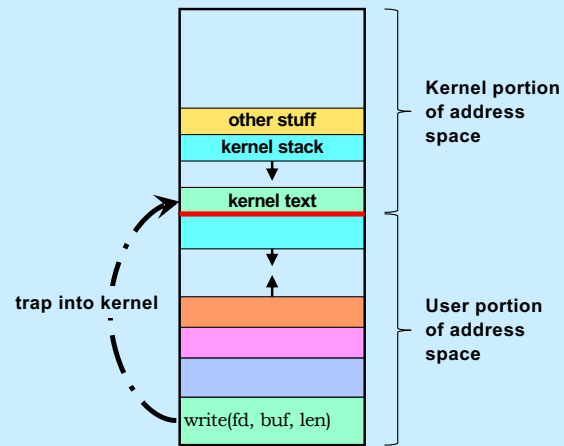 Kernel portion
of address
space
other stuff
kernel stack
kernel text
trap into kernel
User portion
of address
space
write(fd, buf, len)